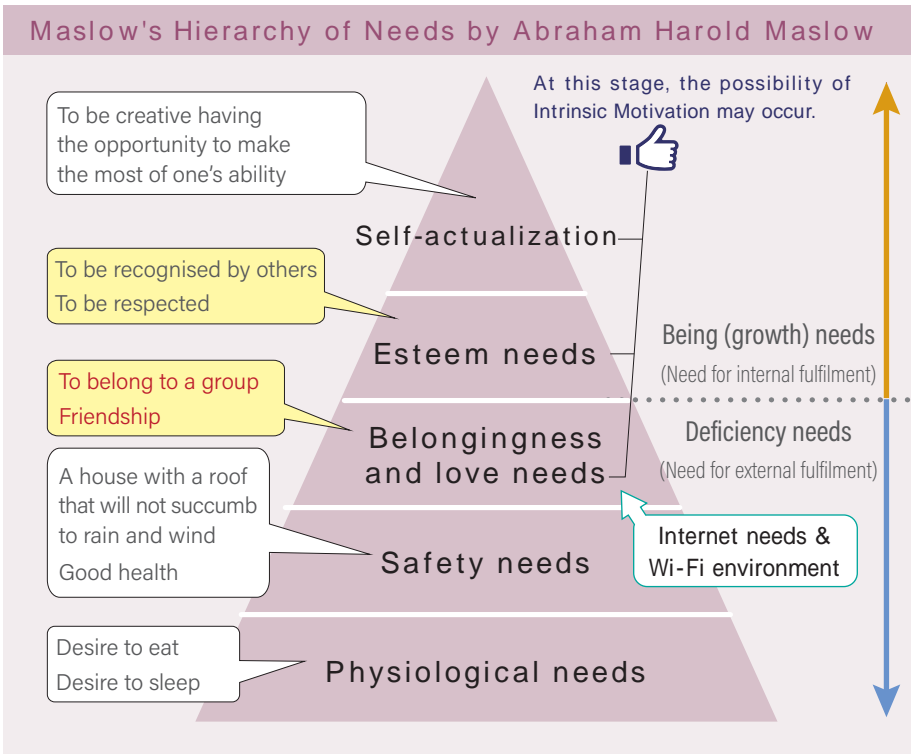 Maslow's Hierarchy of Needs by Abraham Harold Maslow
At this stage, the possibility of
Intrinsic Motivation may occur.
To be creative having
the opportunity to make
the most of one’s ability
Self-actualization
To be recognised by others
To be respected
Esteem needs
Being (growth) needs
(Need for internal fulfilment)
To belong to a group
Friendship
Belongingness
and love needs
Deficiency needs
(Need for external fulfilment)
A house with a roof
that will not succumb
to rain and wind
Good health
Safety needs
Internet needs &
Wi-Fi environment
Desire to eat
Desire to sleep
Physiological needs